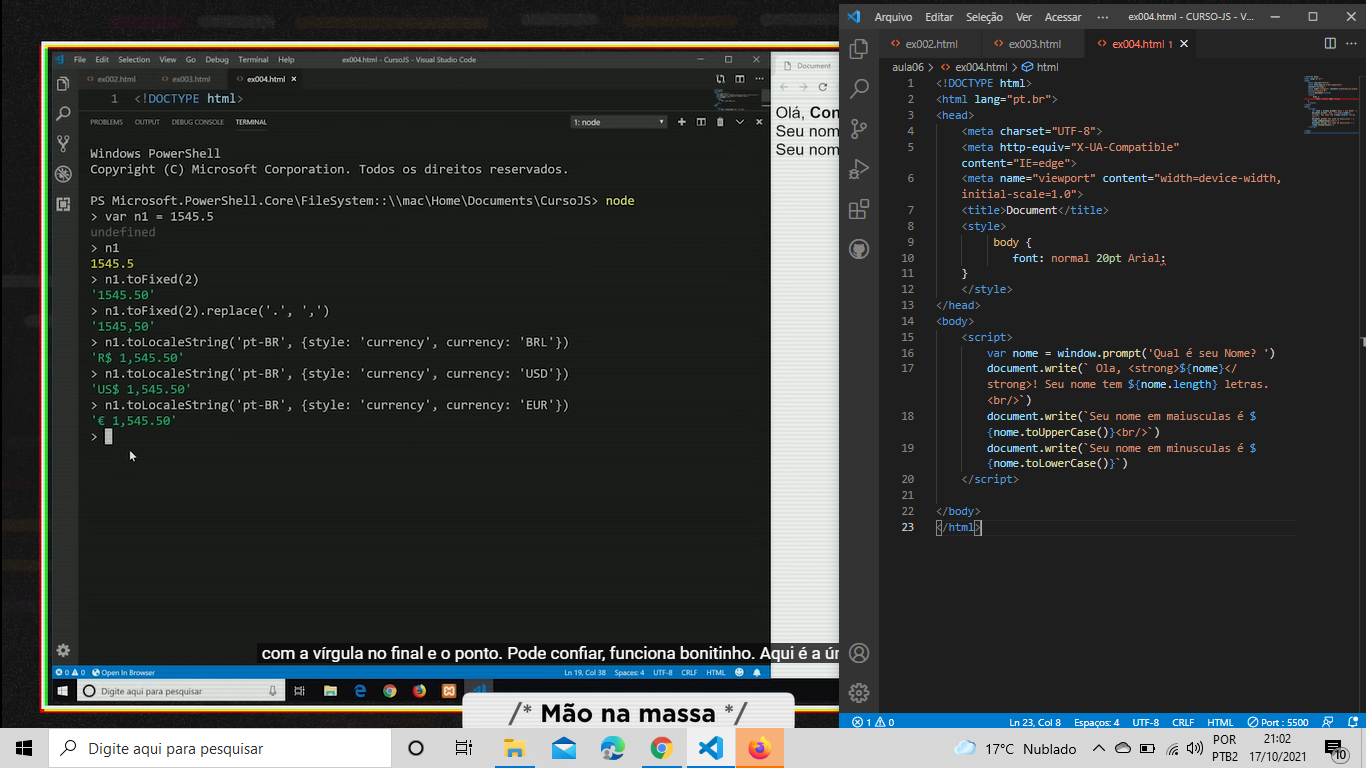 File Edit Selection View Go Debug Terminal Help ex004.html - CursoJS - Visual Studio Code
ex002.html ex003.html ex004.html ×
1 <!DOCTYPE html>
PROBLEMS OUTPUT DEBUG CONSOLE TERMINAL 1: node
Windows PowerShell
Copyright (C) Microsoft Corporation. Todos os direitos reservados.
PS Microsoft.PowerShell.Core\FileSystem::\\mac\Home\Documents\CursoJS> node
> var n1 = 1545.5
undefined
> n1
1545.5
> n1.toFixed(2)
'1545.50'
> n1.toFixed(2).replace('.', ',')
'1545,50'
> n1.toLocaleString('pt-BR', {style: 'currency', currency: 'BRL'})
'R$ 1,545.50'
> n1.toLocaleString('pt-BR', {style: 'currency', currency: 'USD'})
'US$ 1,545.50'
> n1.toLocaleString('pt-BR', {style: 'currency', currency: 'EUR'})
'€ 1,545.50'
>
Document
Olá, Con
Seu nom
Seu nom
com a vírgula no final e o ponto. Pode confiar, funciona bonitinho. Aqui é a ún
0 0 Open In Browser Ln 19, Col 38 Spaces: 4 UTF-8 CRLF HTML
Digite aqui para pesquisar
/* Mão na massa */
Arquivo Editar Seleção Ver Acessar ··· ex004.html - CURSO-JS - V...
ex002.html ex003.html ex004.html 1 ×
aula06 > ex004.html > html
1 <!DOCTYPE html>
2 <html lang="pt.br">
3 <head>
4 <meta charset="UTF-8">
5 <meta http-equiv="X-UA-Compatible"
content="IE=edge">
6 <meta name="viewport" content="width=device-width,
initial-scale=1.0">
7 <title>Document</title>
8 <style>
9 body {
10 font: normal 20pt Arial:
11 }
12 </style>
13 </head>
14 <body>
15 <script>
16 var nome = window.prompt('Qual é seu Nome? ')
17 document.write(` Ola, <strong>${nome}</
strong>! Seu nome tem ${nome.length} letras.
<br/>`)
18 document.write(`Seu nome em maiusculas é $
{nome.toUpperCase()}<br/>`)
19 document.write(`Seu nome em minusculas é $
{nome.toLowerCase()}`)
20 </script>
21
22 </body>
23 </html>
1 0 Ln 23, Col 8 Espaços: 4 UTF-8 CRLF HTML Port : 5500
Digite aqui para pesquisar
17°C Nublado
POR
PTB2
21:02
17/10/2021
10